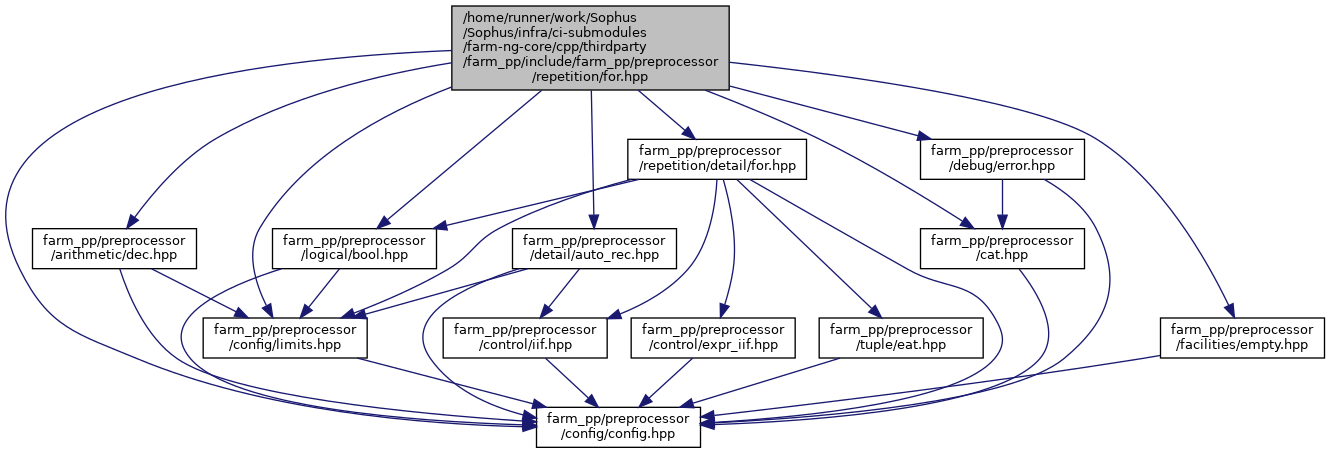 /home/runner/work/Sophus
/Sophus/infra/ci-submodules
/farm-ng-core/cpp/thirdparty
/farm_pp/include/farm_pp/preprocessor
/repetition/for.hpp
farm_pp/preprocessor
/repetition/detail/for.hpp
farm_pp/preprocessor
/debug/error.hpp
farm_pp/preprocessor
/arithmetic/dec.hpp
farm_pp/preprocessor
/logical/bool.hpp
farm_pp/preprocessor
/detail/auto_rec.hpp
farm_pp/preprocessor
/cat.hpp
farm_pp/preprocessor
/config/limits.hpp
farm_pp/preprocessor
/control/iif.hpp
farm_pp/preprocessor
/control/expr_iif.hpp
farm_pp/preprocessor
/tuple/eat.hpp
farm_pp/preprocessor
/facilities/empty.hpp
farm_pp/preprocessor
/config/config.hpp